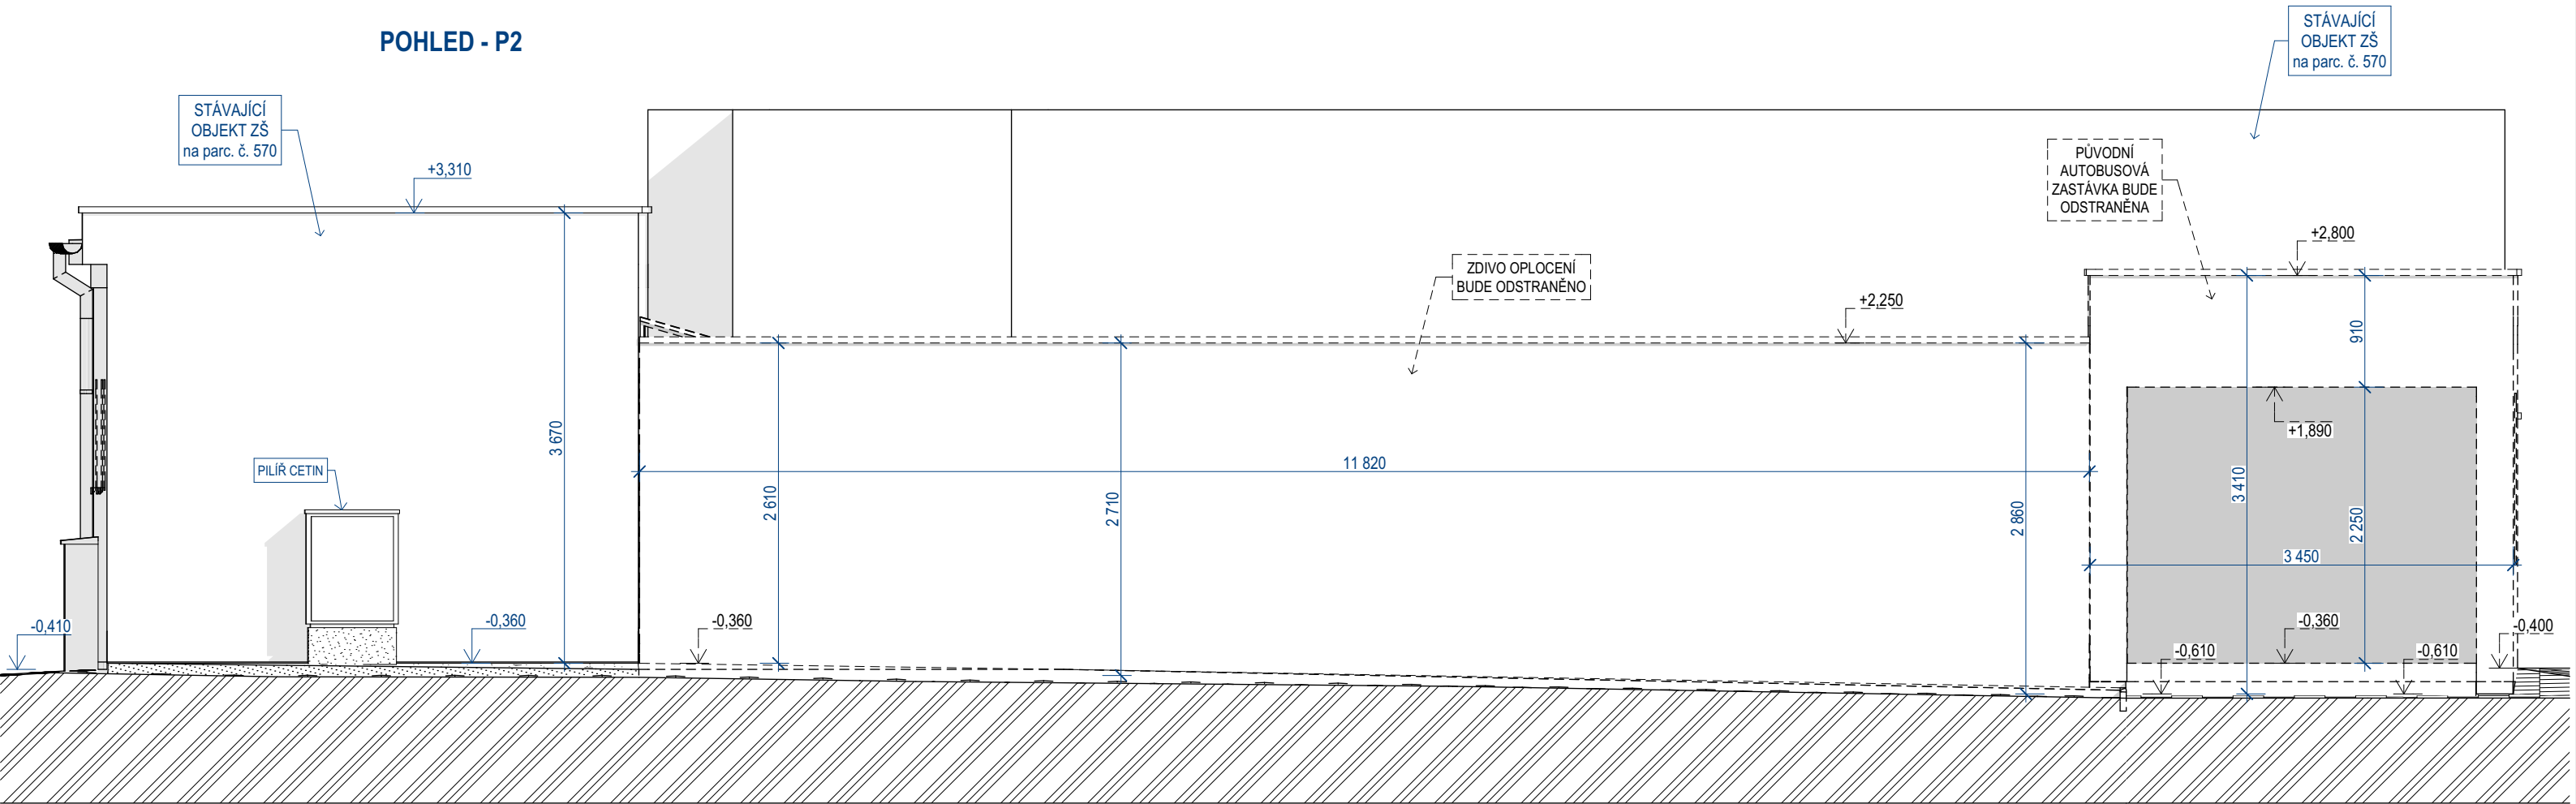 POHLED - P2
STÁVAJÍCÍ
OBJEKT ZŠ
na parc. č. 570
STÁVAJÍCÍ
OBJEKT ZŠ
na parc. č. 570
PŮVODNÍ
AUTOBUSOVÁ
ZASTÁVKA BUDE
ODSTRANĚNA
+3,310
+2,800
ZDIVO OPLOCENÍ
BUDE ODSTRANĚNO
+2,250
910
+1,890
3 670
PILÍŘ CETIN
11 820
2 610
2 710
2 860
3 410
2 250
3 450
-0,410
-0,360
-0,360
-0,610
-0,360
-0,610
-0,400